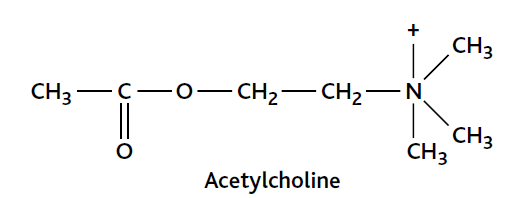 +
CH₃
CH₃ — C — O — CH₂ — CH₂ — N
CH₃
O
CH₃
Acetylcholine